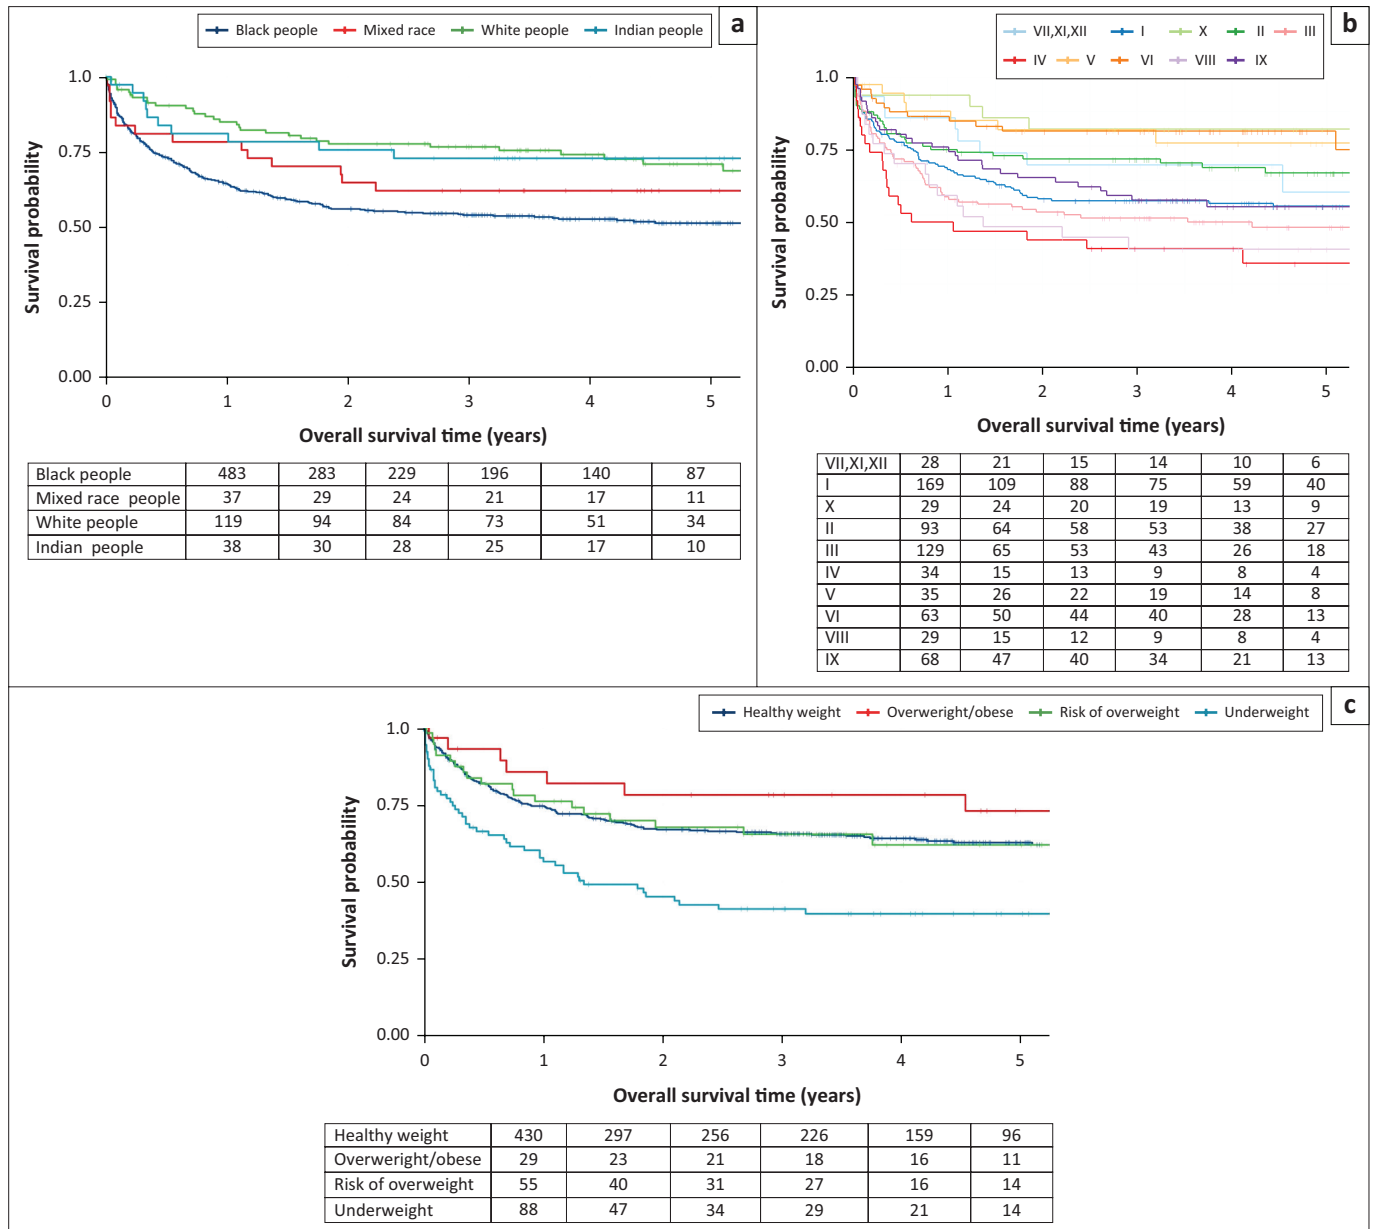 Black people Mixed race White people Indian people
a
1.0
0.75
0.50
0.25
0.00
Survival probability
0 1 2 3 4 5
Overall survival time (years)
Black people 483 283 229 196 140 87
Mixed race people 37 29 24 21 17 11
White people 119 94 84 73 51 34
Indian people 38 30 28 25 17 10
VII,XI,XII I X II III
IV V VI VIII IX
b
1.0
0.75
0.50
0.25
0.00
Survival probability
0 1 2 3 4 5
Overall survival time (years)
VII,XI,XII 28 21 15 14 10 6
I 169 109 88 75 59 40
X 29 24 20 19 13 9
II 93 64 58 53 38 27
III 129 65 53 43 26 18
IV 34 15 13 9 8 4
V 35 26 22 19 14 8
VI 63 50 44 40 28 13
VIII 29 15 12 9 8 4
IX 68 47 40 34 21 13
Healthy weight Overweright/obese Risk of overweight Underweight
c
1.0
0.75
0.50
0.25
0.00
Survival probability
0 1 2 3 4 5
Overall survival time (years)
Healthy weight 430 297 256 226 159 96
Overweright/obese 29 23 21 18 16 11
Risk of overweight 55 40 31 27 16 14
Underweight 88 47 34 29 21 14